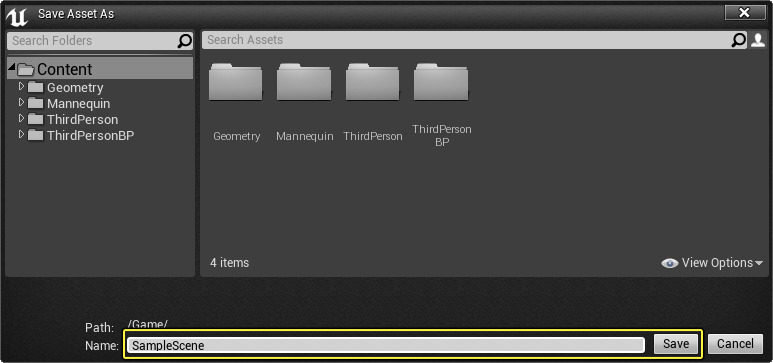 Save Asset As
Search Folders
Search Assets
Content
Geometry
Mannequin
ThirdPerson
ThirdPersonBP
Geometry
Mannequin
ThirdPerson
ThirdPerson
BP
4 items
View Options
Path: /Game/
Name: SampleScene
Save
Cancel